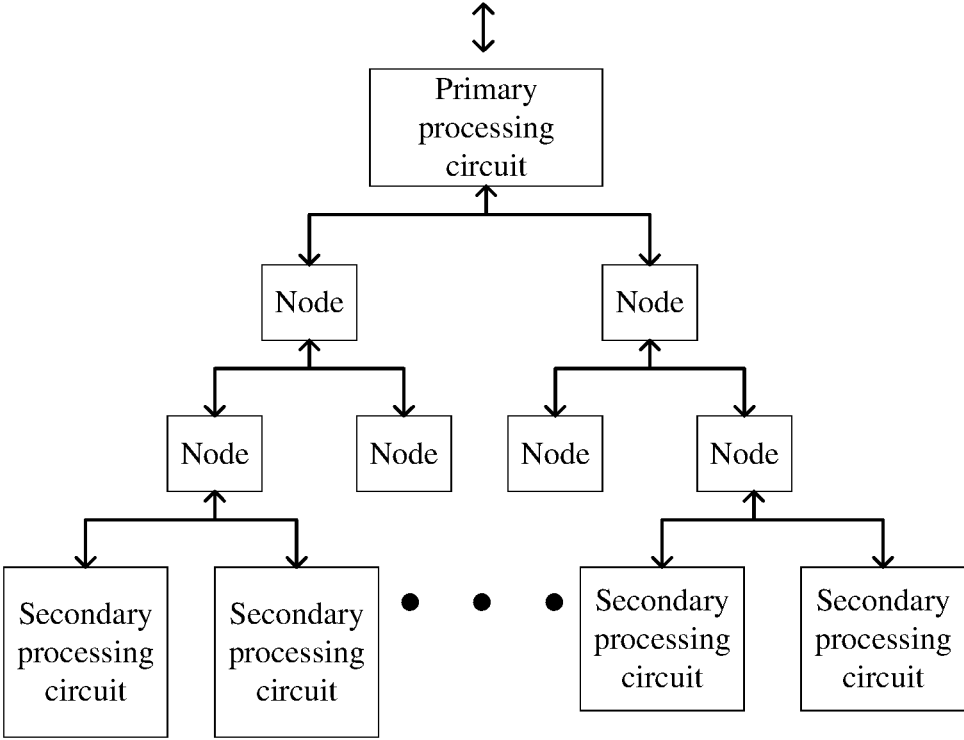 Primary
processing
circuit
Node
Node
Node
Node
Node
Node
Secondary
processing
circuit
Secondary
processing
circuit
Secondary
processing
circuit
Secondary
processing
circuit